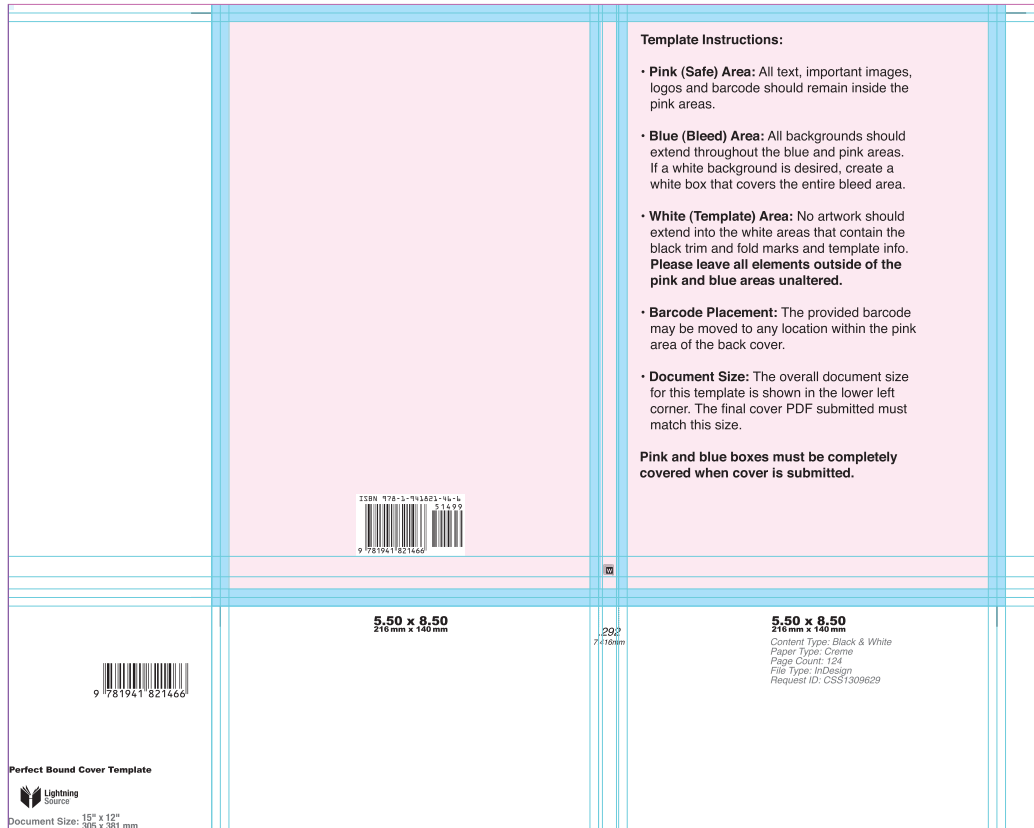 Template Instructions:
• Pink (Safe) Area: All text, important images,
logos and barcode should remain inside the
pink areas.
• Blue (Bleed) Area: All backgrounds should
extend throughout the blue and pink areas.
If a white background is desired, create a
white box that covers the entire bleed area.
• White (Template) Area: No artwork should
extend into the white areas that contain the
black trim and fold marks and template info.
Please leave all elements outside of the
pink and blue areas unaltered.
• Barcode Placement: The provided barcode
may be moved to any location within the pink
area of the back cover.
• Document Size: The overall document size
for this template is shown in the lower left
corner. The final cover PDF submitted must
match this size.
Pink and blue boxes must be completely
covered when cover is submitted.
ISBN 978-1-941821-46-6
51499
9 781941 821466
W
5.50 x 8.50
216 mm x 140 mm
.292
7.416mm
5.50 x 8.50
216 mm x 140 mm
Content Type: Black & White
Paper Type: Creme
Page Count: 124
File Type: InDesign
Request ID: CSS1309629
9 781941 821466
Perfect Bound Cover Template
Lightning
Source
Document Size: 15" x 12"
305 x 381 mm